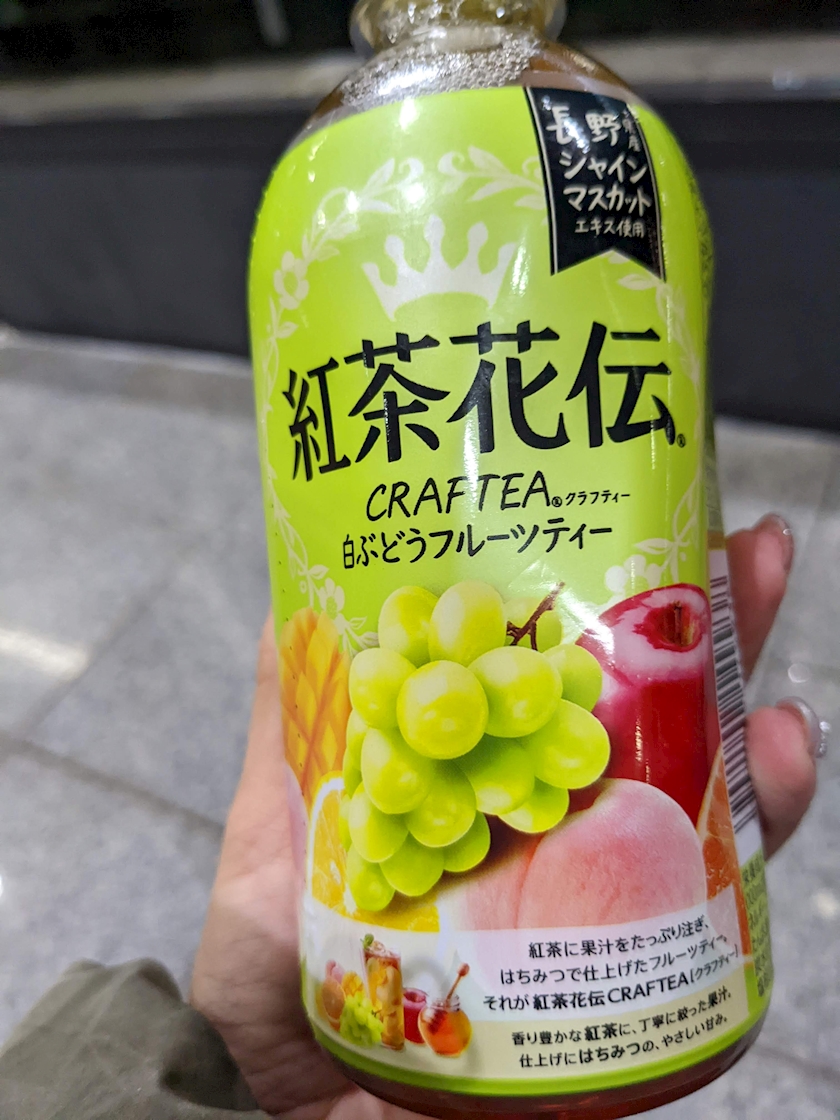 長野県産
シャイン
マスカット
エキス使用
紅茶花伝®
CRAFTEA®クラフティー
白ぶどうフルーツティー
紅茶に果汁をたっぷり注ぎ、
はちみつで仕上げたフルーツティー。
それが紅茶花伝CRAFTEA[クラフティー]
香り豊かな紅茶に、丁寧に絞った果汁。
仕上げにはちみつの、やさしい甘み。